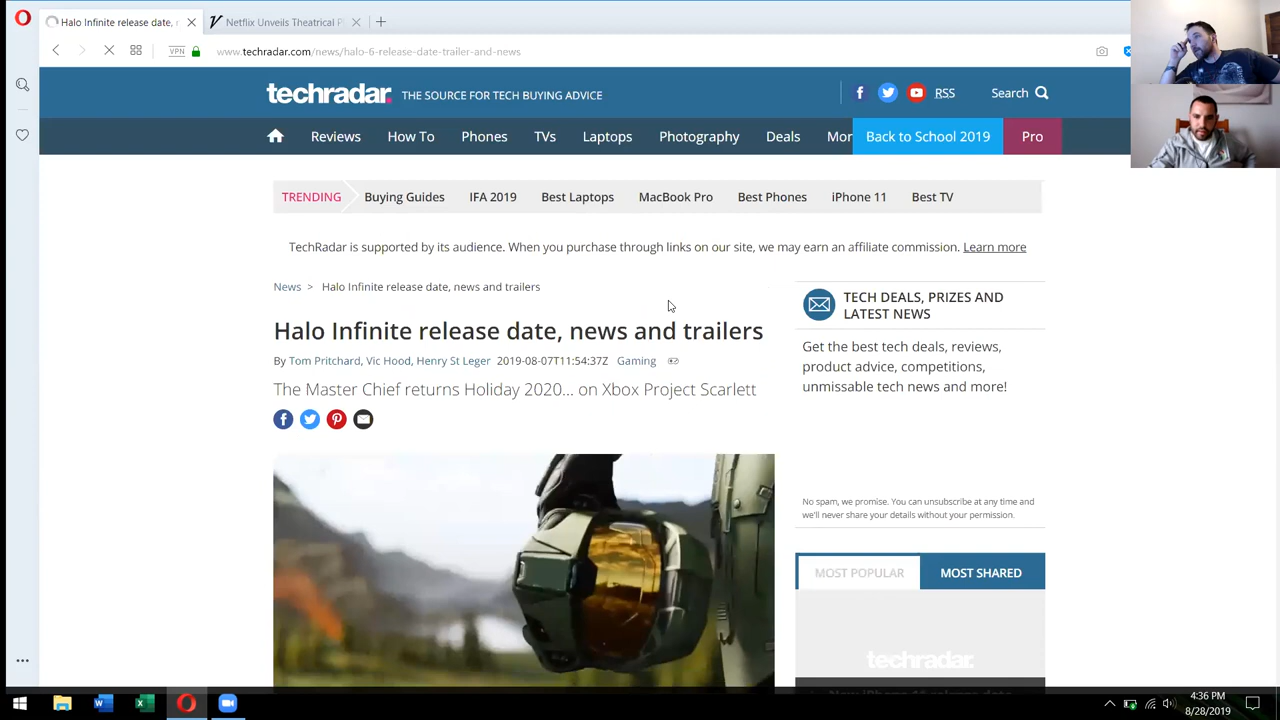 Halo Infinite release date,
Netflix Unveils Theatrical P
VPN
www.techradar.com/news/halo-6-release-date-trailer-and-news
techradar.
THE SOURCE FOR TECH BUYING ADVICE
RSS
Search
Reviews
How To
Phones
TVs
Laptops
Photography
Deals
Mor
Back to School 2019
Pro
TRENDING
Buying Guides
IFA 2019
Best Laptops
MacBook Pro
Best Phones
iPhone 11
Best TV
TechRadar is supported by its audience. When you purchase through links on our site, we may earn an affiliate commission. Learn more
News > Halo Infinite release date, news and trailers
Halo Infinite release date, news and trailers
By Tom Pritchard, Vic Hood, Henry St Leger 2019-08-07T11:54:37Z Gaming
The Master Chief returns Holiday 2020... on Xbox Project Scarlett
TECH DEALS, PRIZES AND
LATEST NEWS
Get the best tech deals, reviews,
product advice, competitions,
unmissable tech news and more!
No spam, we promise. You can unsubscribe at any time and
we'll never share your details without your permission.
MOST POPULAR
MOST SHARED
techradar.
4:36 PM
8/28/2019